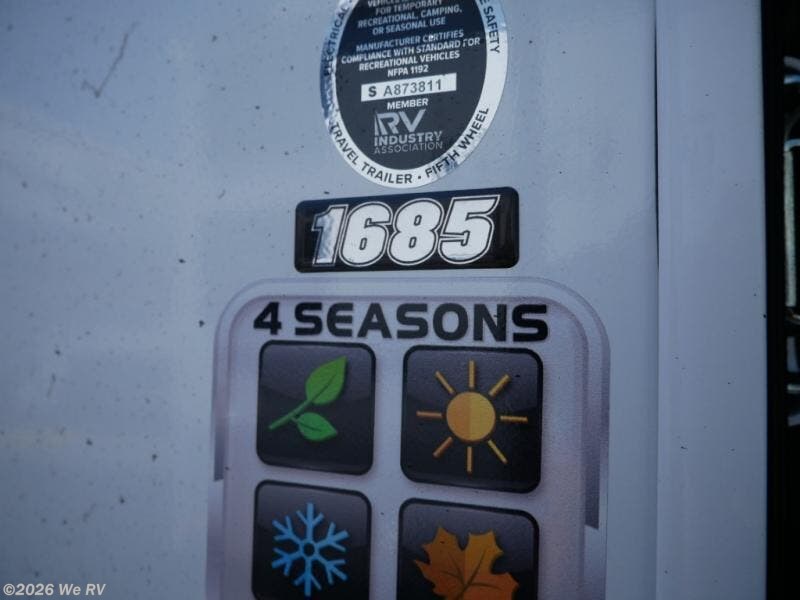 ELECTRICAL
SAFETY
FOR TEMPORARY
RECREATIONAL, CAMPING,
OR SEASONAL USE
MANUFACTURER CERTIFIES
COMPLIANCE WITH STANDARD FOR
RECREATIONAL VEHICLES
NFPA 1192
S A873811
MEMBER
RV
INDUSTRY
ASSOCIATION
TRAVEL TRAILER • FIFTH WHEEL
1685
4 SEASONS
©2026 We RV